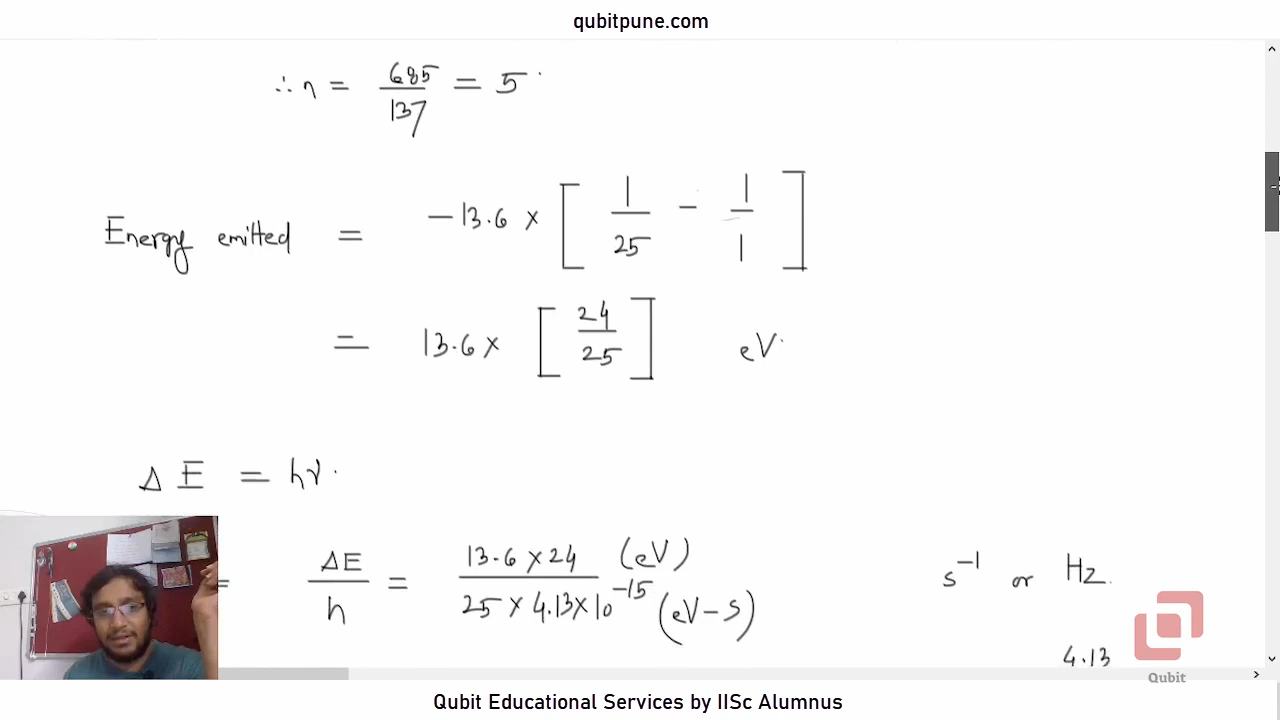 qubitpune.com
∴ n = 685/137 = 5
Energy emitted = -13.6 × [ 1/25 - 1/1 ]
= 13.6 × [ 24/25 ] eV
Δ E = hν
= ΔE/h = 13.6 × 24 (eV) / 25 × 4.13 × 10^-15 (eV-s) s^-1 or Hz.
4.13
Qubit
Qubit Educational Services by IISc Alumnus